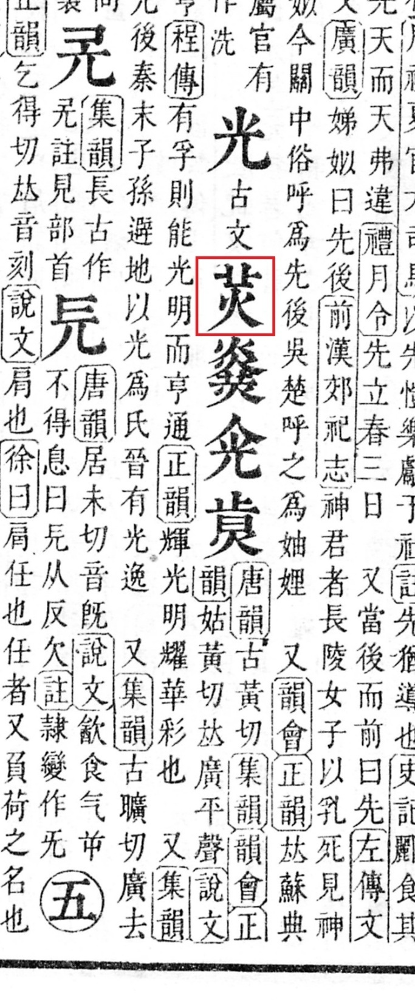 夏官大司馬以先愷樂獻于社註先猶導也史記酈食其
先天而天弗違禮月令先立春三日　又當後而前曰先左傳文
又廣韻娣姒曰先後前漢郊祀志神君者長陵女子以乳死見神
姒今關中俗呼爲先後吳楚呼之爲妯娌　又韻會正韻𠀤蘇典
屬官有
作洗
光　古文炗𤎫灮
唐韻古黃切集韻韻會正
韻姑黃切𠀤廣平聲說文
亨程傳有孚則能光明而亨通正韻輝光明耀華彩也　又集韻
光後秦末子孫避地以光爲氏晉有光逸　又集韻古曠切廣去
兏
集韻長古作
兏註見部首
㒫
唐韻居未切音旣說文㱃食气屰
不得息曰㒫从反欠註隷變作旡
五
正韻乞得切𠀤音刻說文肩也徐曰肩任也任者又負荷之名也